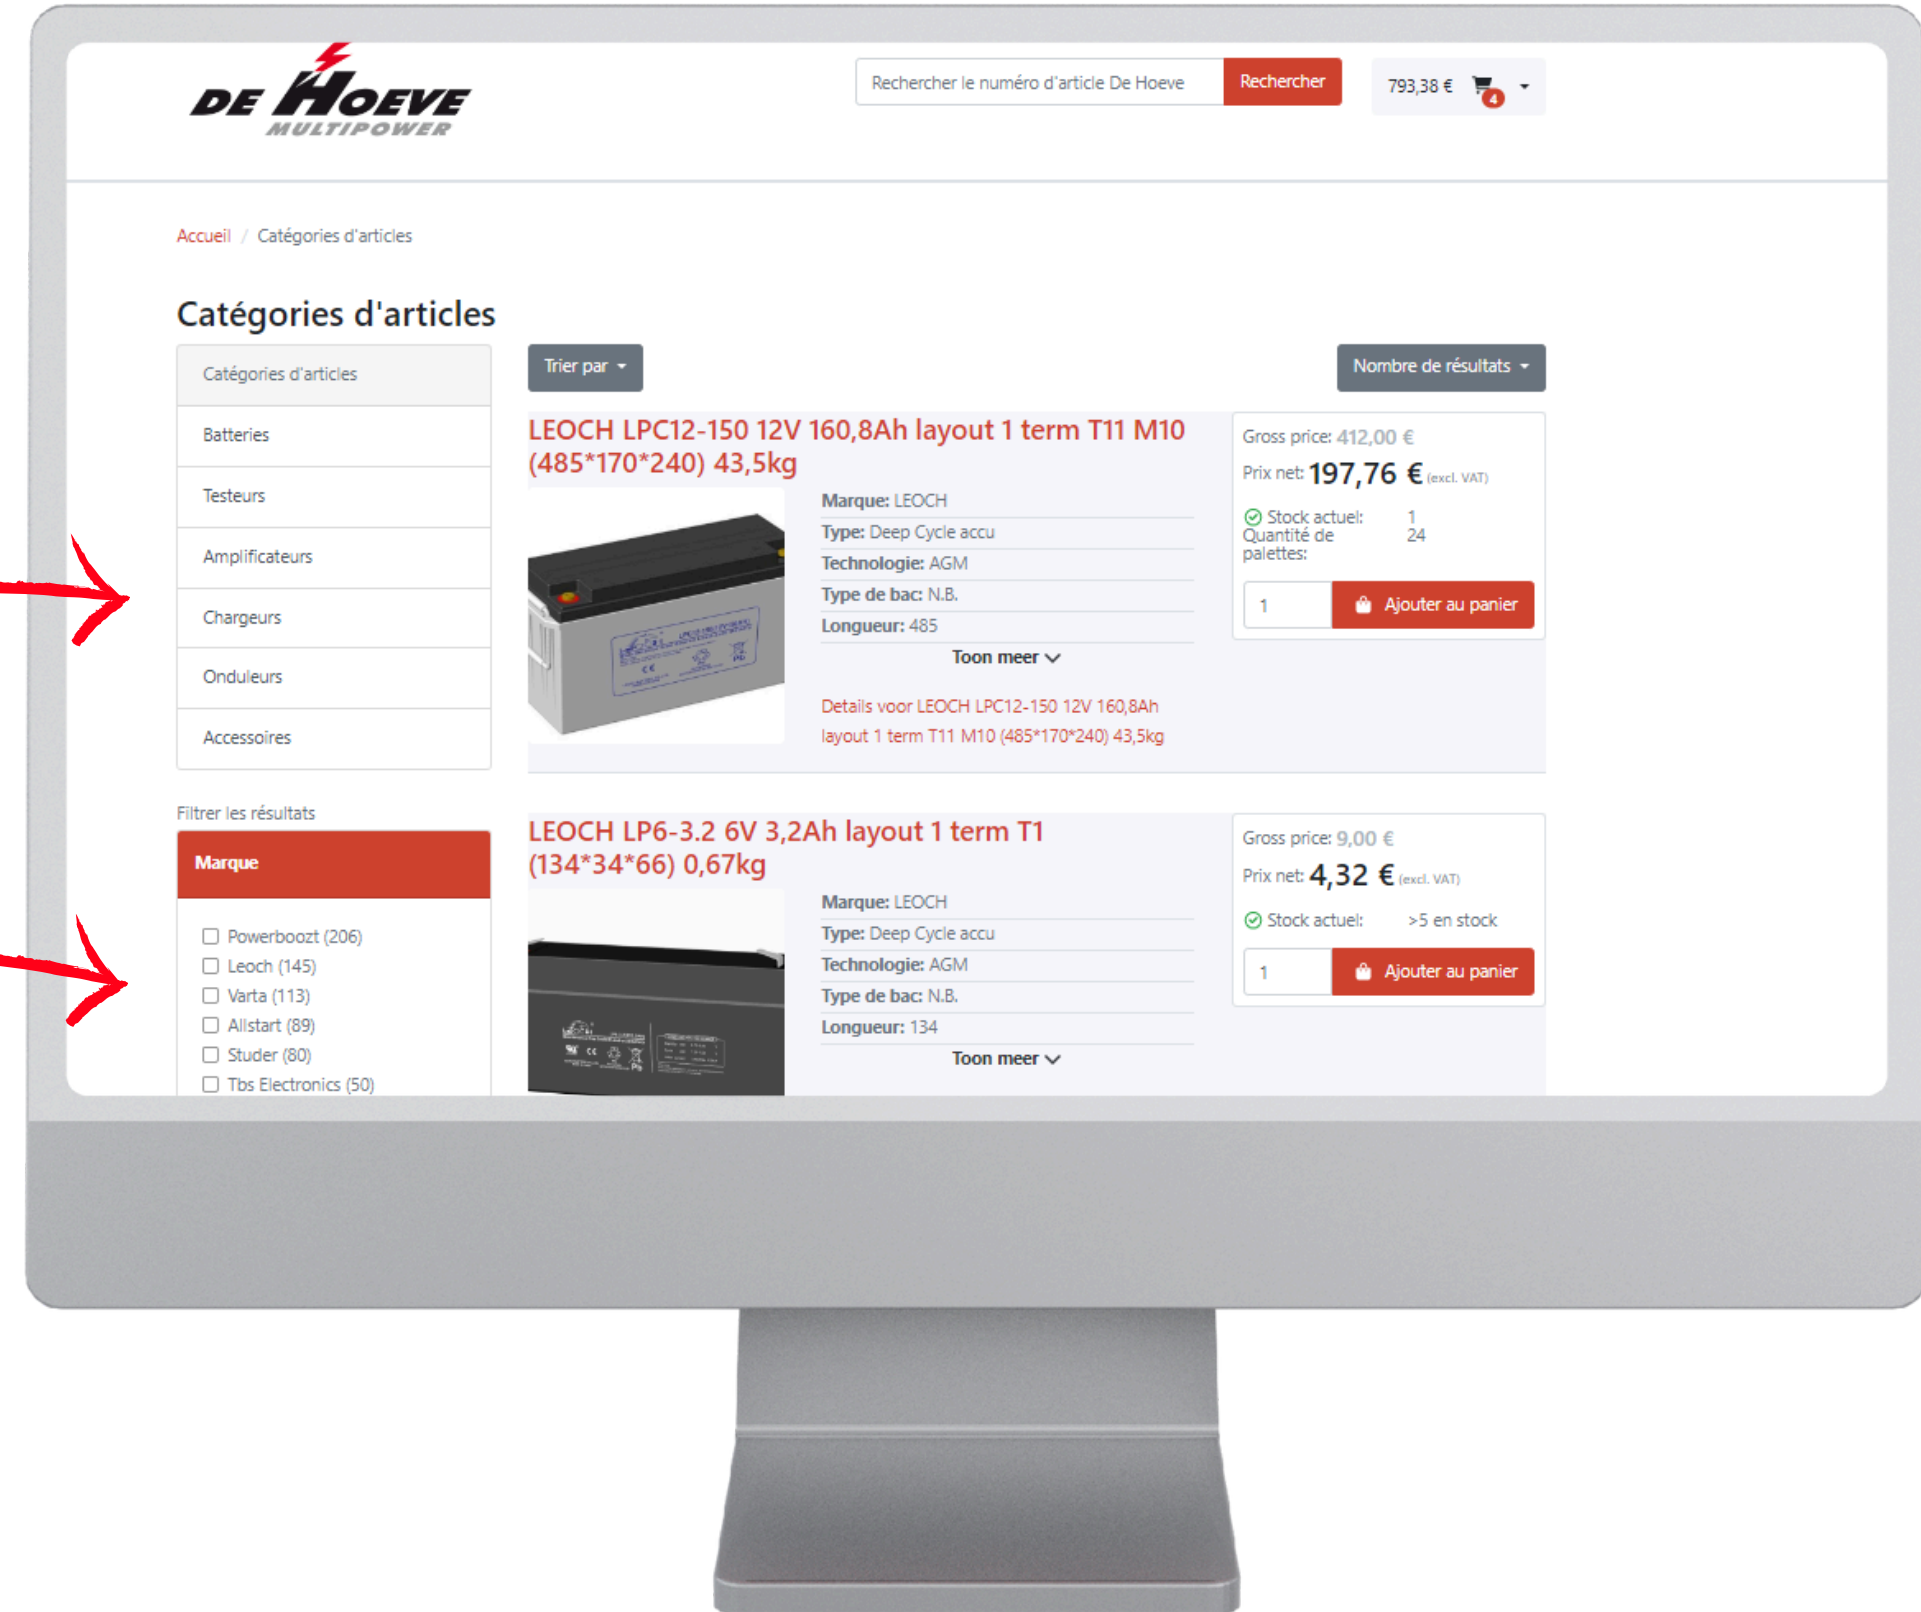 DE HOEVE
MULTIPOWER
Rechercher le numéro d'article De Hoeve
Rechercher
793,38 €
4
Accueil / Catégories d'articles
Catégories d'articles
Catégories d'articles
Batteries
Testeurs
Amplificateurs
Chargeurs
Onduleurs
Accessoires
Filtrer les résultats
Marque
Powerboozt (206)
Leoch (145)
Varta (113)
Allstart (89)
Studer (80)
Tbs Electronics (50)
Trier par
Nombre de résultats
LEOCH LPC12-150 12V 160,8Ah layout 1 term T11 M10
(485*170*240) 43,5kg
Marque: LEOCH
Type: Deep Cycle accu
Technologie: AGM
Type de bac: N.B.
Longueur: 485
Toon meer
Details voor LEOCH LPC12-150 12V 160,8Ah
layout 1 term T11 M10 (485*170*240) 43,5kg
Gross price: 412,00 €
Prix net: 197,76 € (excl. VAT)
Stock actuel: 1
Quantité de 24
palettes:
1
Ajouter au panier
LEOCH LP6-3.2 6V 3,2Ah layout 1 term T1
(134*34*66) 0,67kg
Marque: LEOCH
Type: Deep Cycle accu
Technologie: AGM
Type de bac: N.B.
Longueur: 134
Toon meer
Gross price: 9,00 €
Prix net: 4,32 € (excl. VAT)
Stock actuel: >5 en stock
1
Ajouter au panier